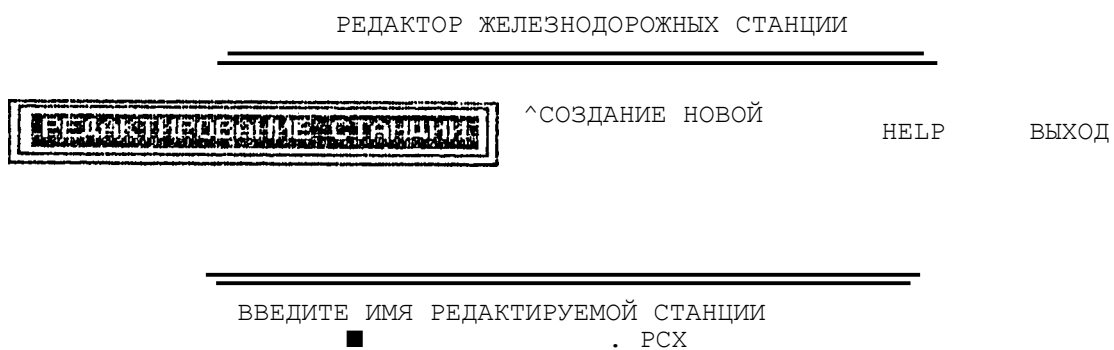 РЕДАКТОР ЖЕЛЕЗНОДОРОЖНЫХ СТАНЦИИ
РЕДАКТИРОВАНИЕ СТАНЦИИ
^СОЗДАНИЕ НОВОЙ
HELP ВЫХОД
ВВЕДИТЕ ИМЯ РЕДАКТИРУЕМОЙ СТАНЦИИ
. PCX